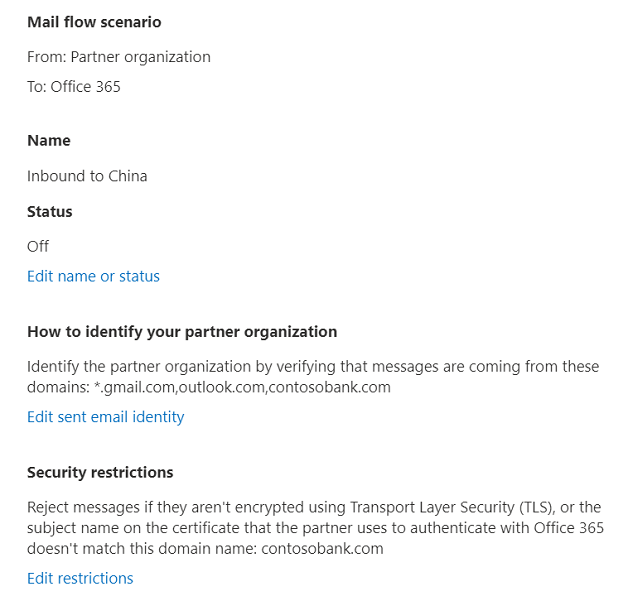 Mail flow scenario
From: Partner organization
To: Office 365
Name
Inbound to China
Status
Off
Edit name or status
How to identify your partner organization
Identify the partner organization by verifying that messages are coming from these
domains: *.gmail.com,outlook.com,contosobank.com
Edit sent email identity
Security restrictions
Reject messages if they aren't encrypted using Transport Layer Security (TLS), or the
subject name on the certificate that the partner uses to authenticate with Office 365
doesn't match this domain name: contosobank.com
Edit restrictions